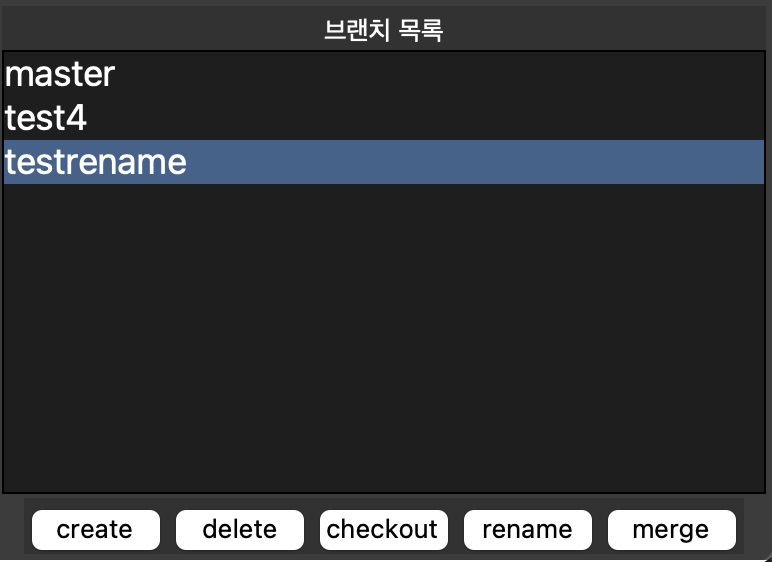 브랜치 목록
master
test4
testrename
create delete checkout rename merge